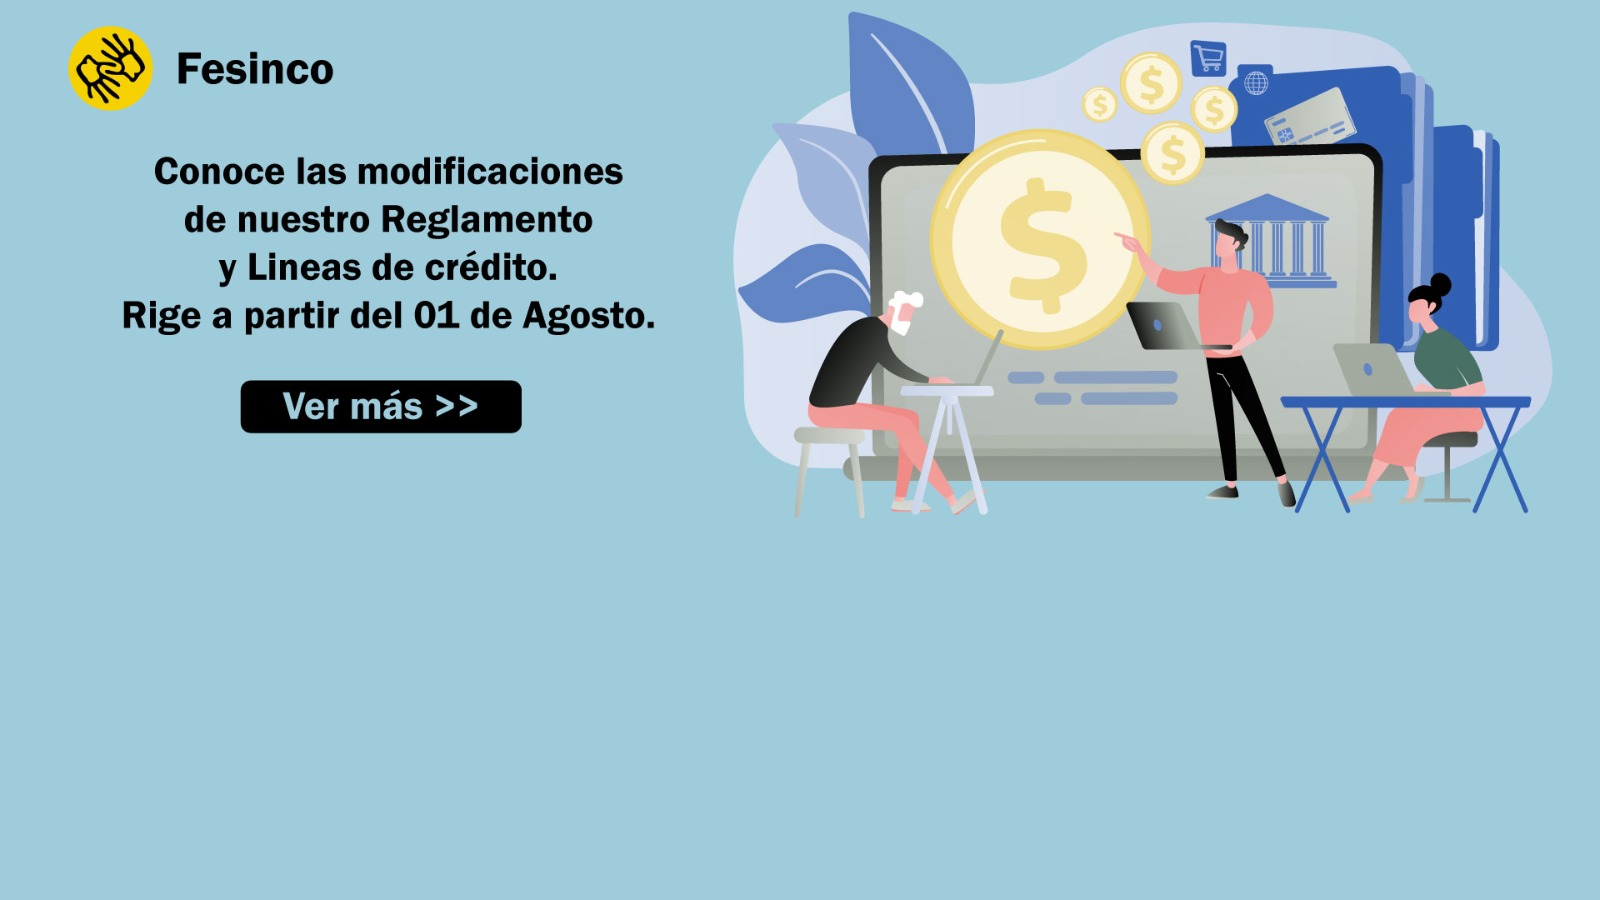 Fesinco
Conoce las modificaciones
de nuestro Reglamento
y Lineas de crédito.
Rige a partir del 01 de Agosto.
Ver más >>